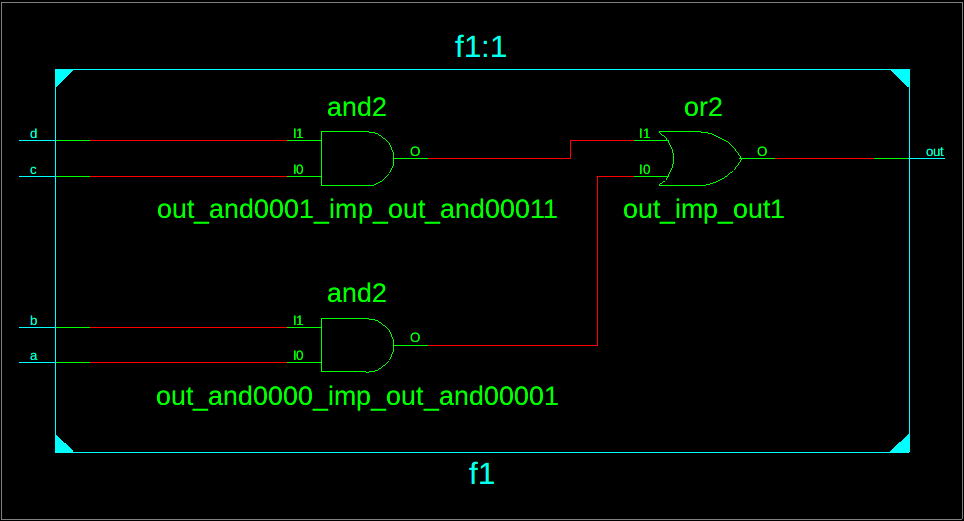 f1:1
and2
or2
d
I1
O
I1
O
out
c
I0
I0
out_and0001_imp_out_and00011
out_imp_out1
and2
b
I1
O
a
I0
out_and0000_imp_out_and00001
f1